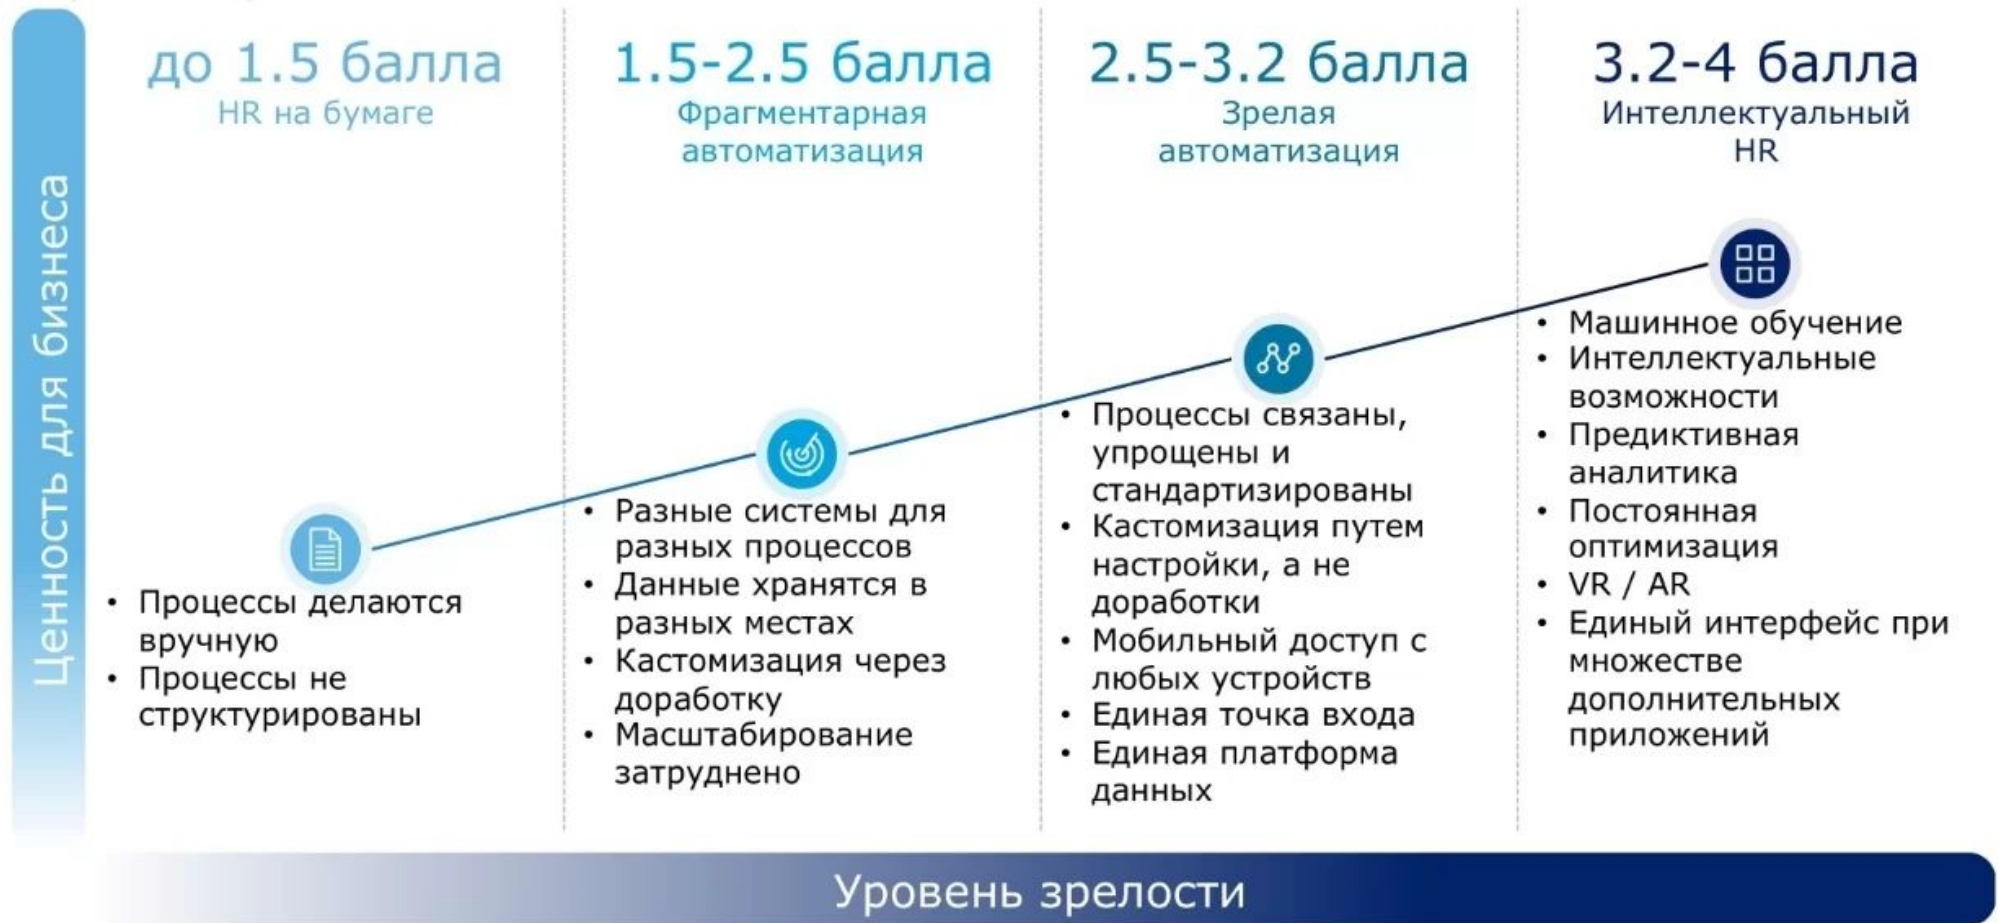 Ценность для бизнеса
до 1.5 балла
HR на бумаге
• Процессы делаются
вручную
• Процессы не
структурированы
1.5-2.5 балла
Фрагментарная
автоматизация
• Разные системы для
разных процессов
• Данные хранятся в
разных местах
• Кастомизация через
доработку
• Масштабирование
затруднено
2.5-3.2 балла
Зрелая
автоматизация
• Процессы связаны,
упрощены и
стандартизированы
• Кастомизация путем
настройки, а не
доработки
• Мобильный доступ с
любых устройств
• Единая точка входа
• Единая платформа
данных
3.2-4 балла
Интеллектуальный
HR
• Машинное обучение
• Интеллектуальные
возможности
• Предиктивная
аналитика
• Постоянная
оптимизация
• VR / AR
• Единый интерфейс при
множестве
дополнительных
приложений
Уровень зрелости